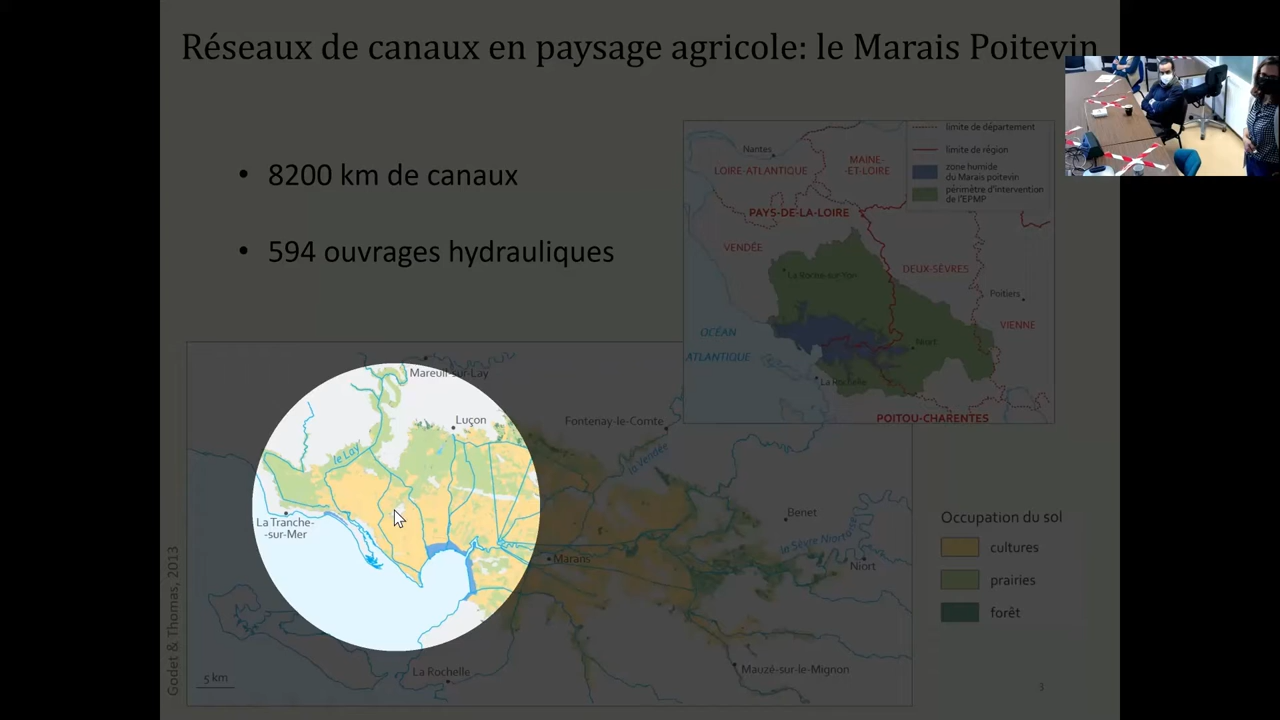 Réseaux de canaux en paysage agricole: le Marais Poitevin
• 8200 km de canaux
• 594 ouvrages hydrauliques
limite de département
limite de région
zone humide
du Marais poitevin
périmètre d'intervention
de l'EPMP
Nantes
LOIRE-ATLANTIQUE
MAINE-
-ET-LOIRE
PAYS-DE-LA-LOIRE
VENDÉE
DEUX-SÈVRES
La Roche-sur-Yon
Poitiers
VIENNE
OCÉAN
ATLANTIQUE
Niort
La Rochelle
POITOU-CHARENTES
Mareuil-sur-Lay
Luçon
Fontenay-le-Comte
le Lay
la Vendée
La Tranche-
-sur-Mer
Benet
la Sèvre Niortaise
Marans
Niort
La Rochelle
Mauzé-sur-le-Mignon
5 km
Godet & Thomas, 2013
Occupation du sol
cultures
prairies
forêt
3